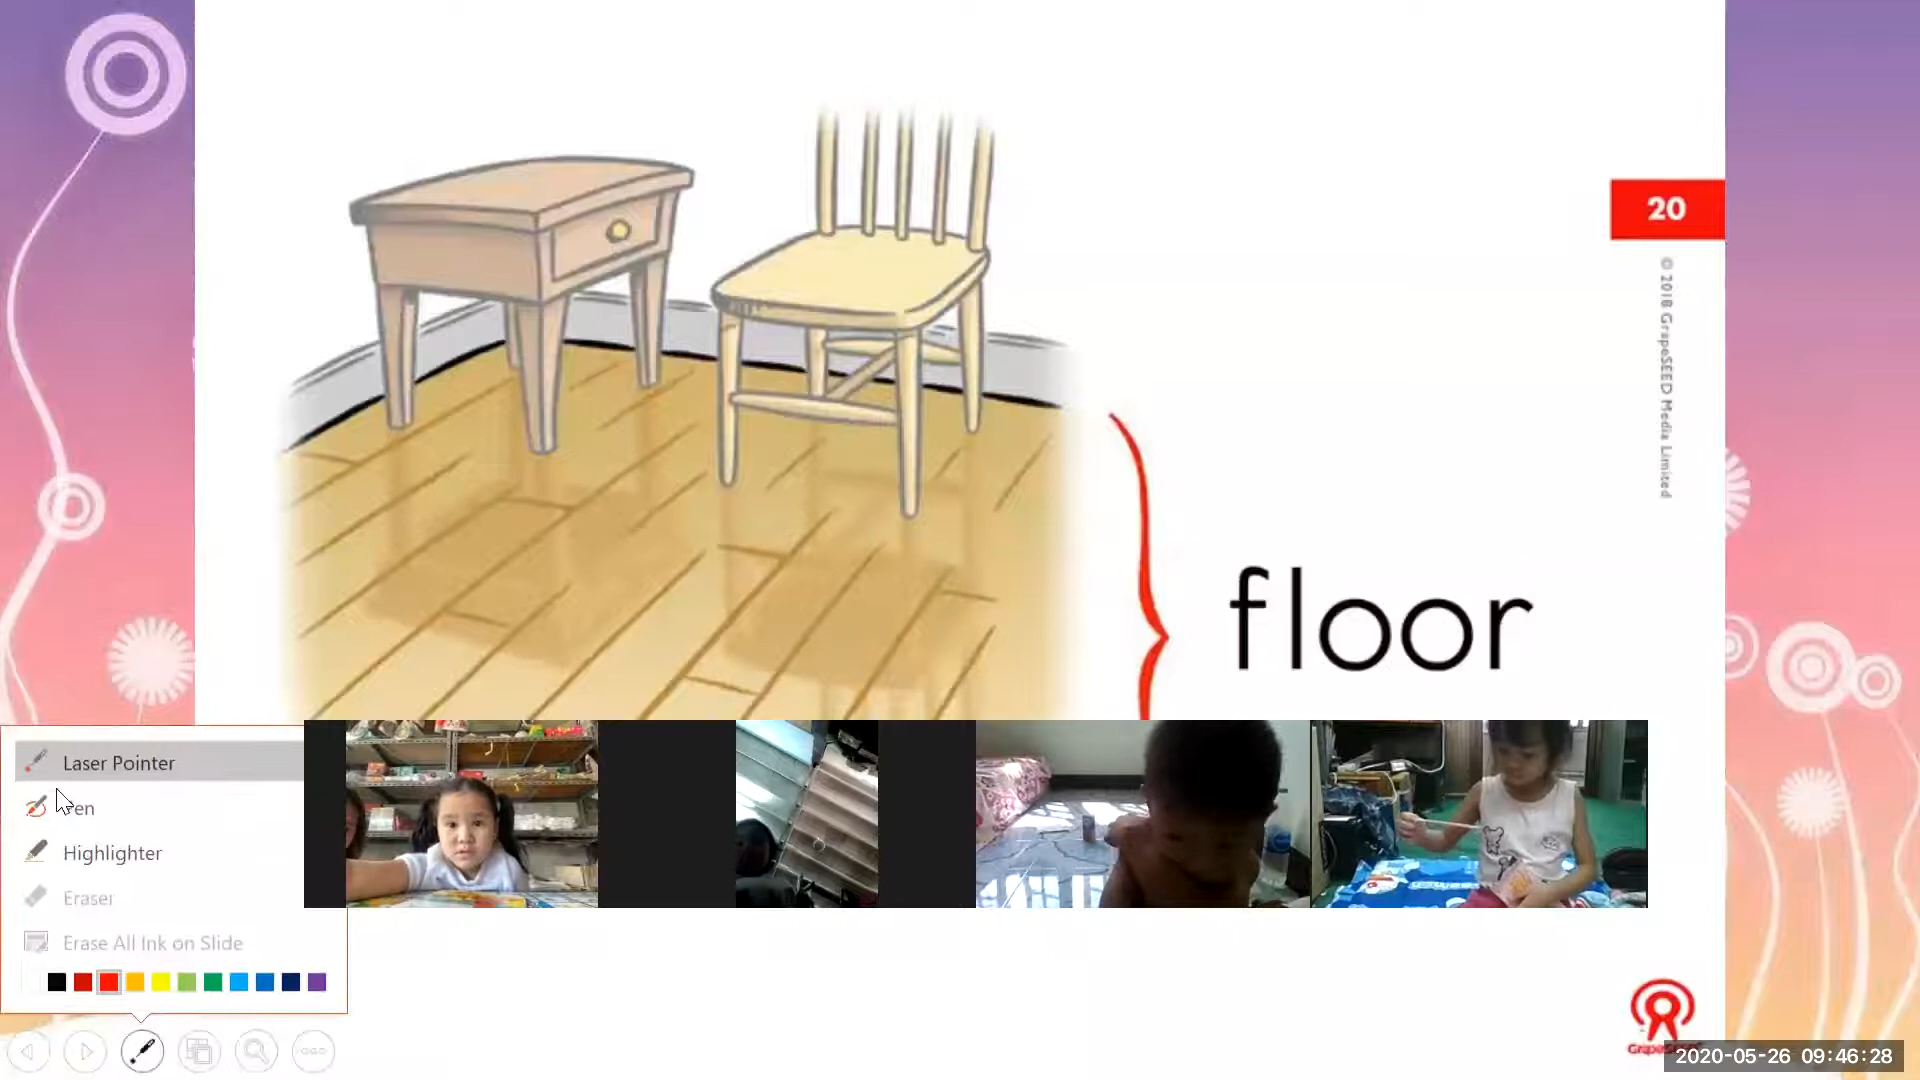 20
© 2018 GrapeSEED Media Limited
floor
Laser Pointer
en
Highlighter
Eraser
Erase All Ink on Slide
2020-05-26 09:46:28